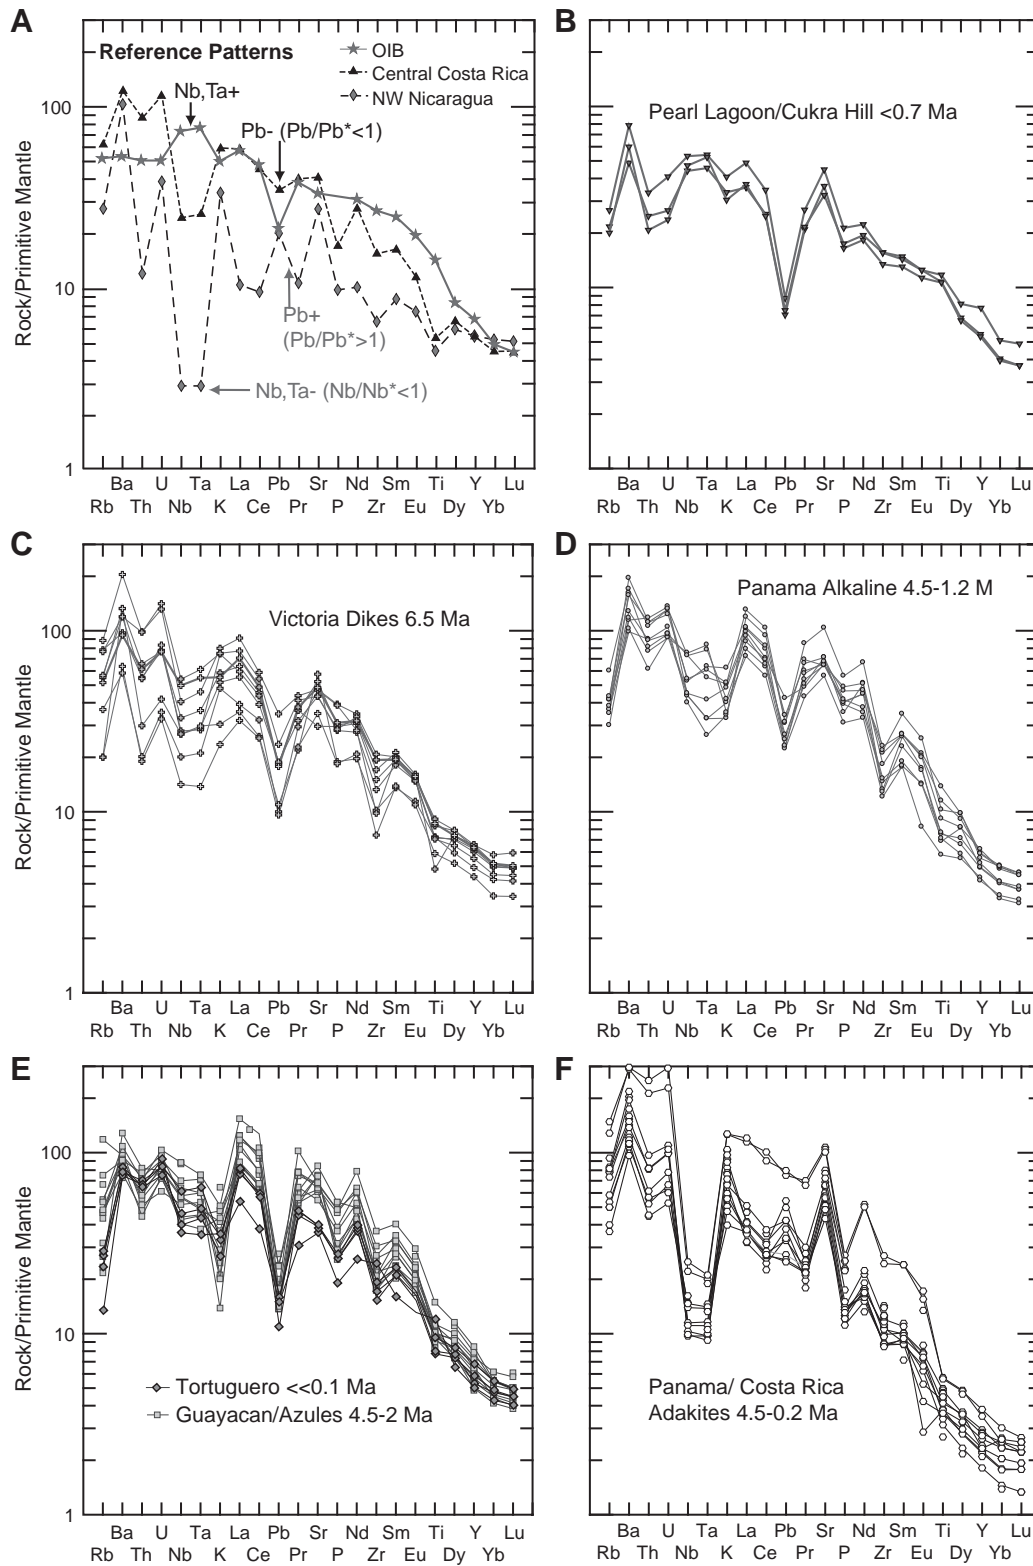 A
Reference Patterns
OIB
Central Costa Rica
NW Nicaragua
Nb,Ta+
Pb- (Pb/Pb*<1)
Pb+
(Pb/Pb*>1)
Nb,Ta- (Nb/Nb*<1)
Rock/Primitive Mantle
100
10
1
Ba U Ta La Pb Sr Nd Sm Ti Y Lu
Rb Th Nb K Ce Pr P Zr Eu Dy Yb
B
Pearl Lagoon/Cukra Hill <0.7 Ma
Ba U Ta La Pb Sr Nd Sm Ti Y Lu
Rb Th Nb K Ce Pr P Zr Eu Dy Yb
C
Victoria Dikes 6.5 Ma
Rock/Primitive Mantle
100
10
1
Ba U Ta La Pb Sr Nd Sm Ti Y Lu
Rb Th Nb K Ce Pr P Zr Eu Dy Yb
D
Panama Alkaline 4.5-1.2 M
Ba U Ta La Pb Sr Nd Sm Ti Y Lu
Rb Th Nb K Ce Pr P Zr Eu Dy Yb
E
Tortuguero <<0.1 Ma
Guayacan/Azules 4.5-2 Ma
Rock/Primitive Mantle
100
10
1
Ba U Ta La Pb Sr Nd Sm Ti Y Lu
Rb Th Nb K Ce Pr P Zr Eu Dy Yb
F
Panama/ Costa Rica
Adakites 4.5-0.2 Ma
Ba U Ta La Pb Sr Nd Sm Ti Y Lu
Rb Th Nb K Ce Pr P Zr Eu Dy Yb